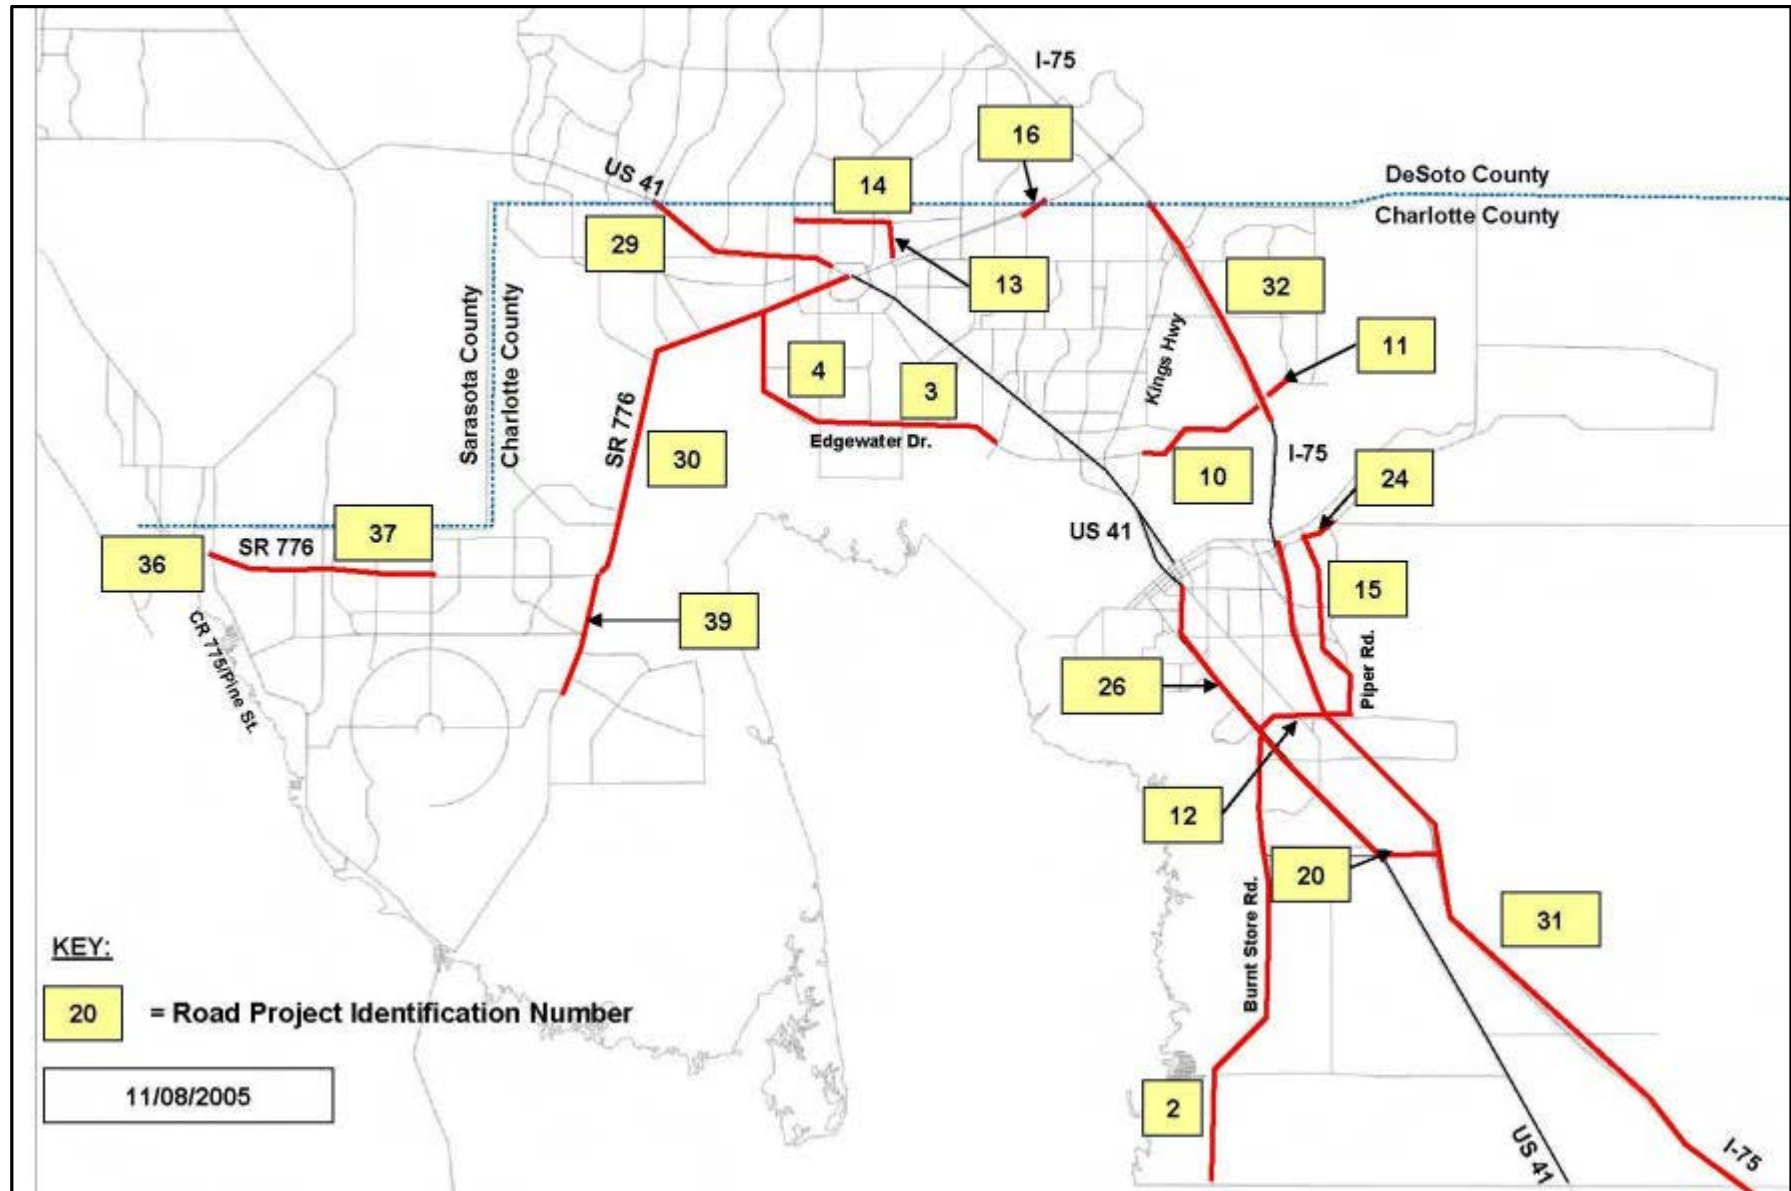 I-75
16
14
US 41
DeSoto County
Charlotte County
29
13
32
Sarasota County
Charlotte County
Kings Hwy
11
4
3
SR 776
Edgewater Dr.
30
10
I-75
24
37
SR 776
36
US 41
15
39
CR 775/Pine St.
26
Piper Rd.
12
20
Burnt Store Rd.
31
KEY:
20
= Road Project Identification Number
11/08/2005
2
US 41
I-75